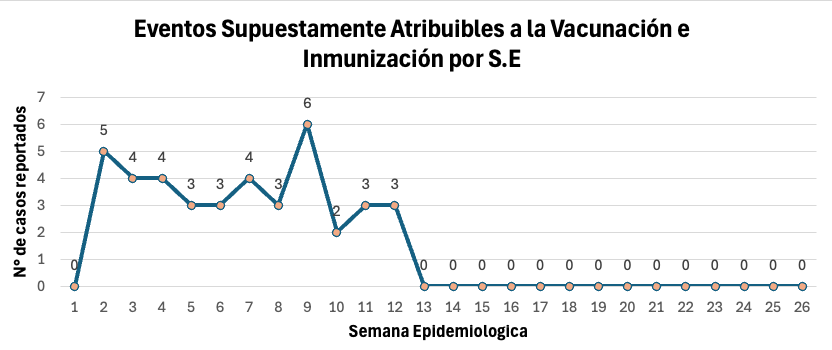 Eventos Supuestamente Atribuibles a la Vacunación e
Inmunización por S.E
N° de casos reportados
7
6
5
4
3
2
1
0
0 5 4 4 3 3 4 3 6 2 3 3 0 0 0 0 0 0 0 0 0 0 0 0 0 0
1 2 3 4 5 6 7 8 9 10 11 12 13 14 15 16 17 18 19 20 21 22 23 24 25 26
Semana Epidemiologica